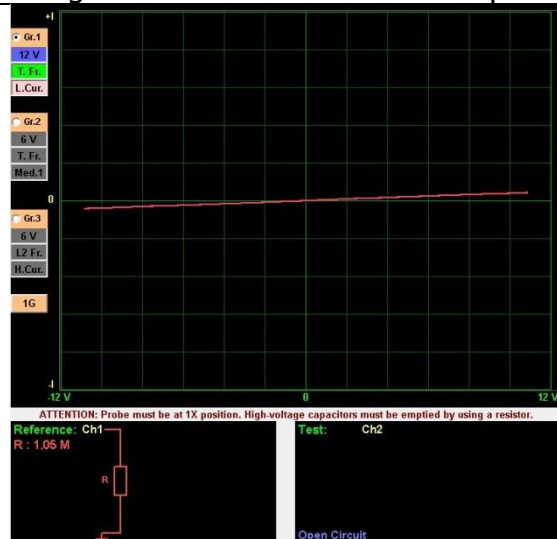 +I
Gr.1
12 V
T. Fr.
L.Cur.
Gr.2
6 V
T. Fr.
Med.1
0
Gr.3
6 V
L2 Fr.
H.Cur.
1G
-I
-12 V
0
12 V
ATTENTION: Probe must be at 1X position. High-voltage capacitors must be emptied by using a resistor.
Reference: Ch1
R : 1,05 M
R
Test: Ch2
Open Circuit